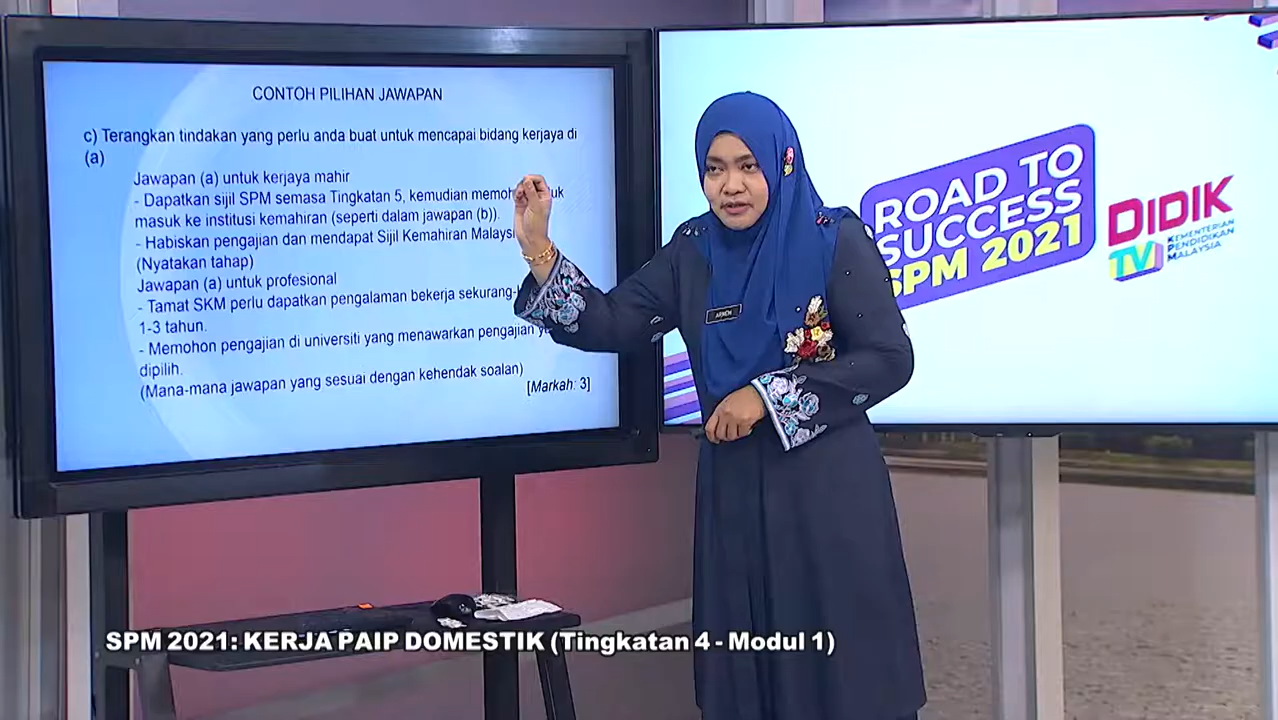 CONTOH PILIHAN JAWAPAN
c) Terangkan tindakan yang perlu anda buat untuk mencapai bidang kerjaya di
(a)
Jawapan (a) untuk kerjaya mahir
- Dapatkan sijil SPM semasa Tingkatan 5, kemudian
masuk ke institusi kemahiran (seperti dalam jawapan (b)).
- Habiskan pengajian dan mendapat Sijil Kemahiran
(Nyatakan tahap)
Jawapan (a) untuk profesional
- Tamat SKM perlu dapatkan pengalaman bekerja
1-3 tahun.
- Memohon pengajian di universiti yang menawarkan pengajian
dipilih.
(Mana-mana jawapan yang sesuai dengan kehendak soalan)
[Markah: 3]
ROAD TO
SUCCESS
SPM 2021
DIDIK
TV
KEMENTERIAN
PENDIDIKAN
MALAYSIA
SPM 2021: KERJA PAIP DOMESTIK (Tingkatan 4 - Modul 1)